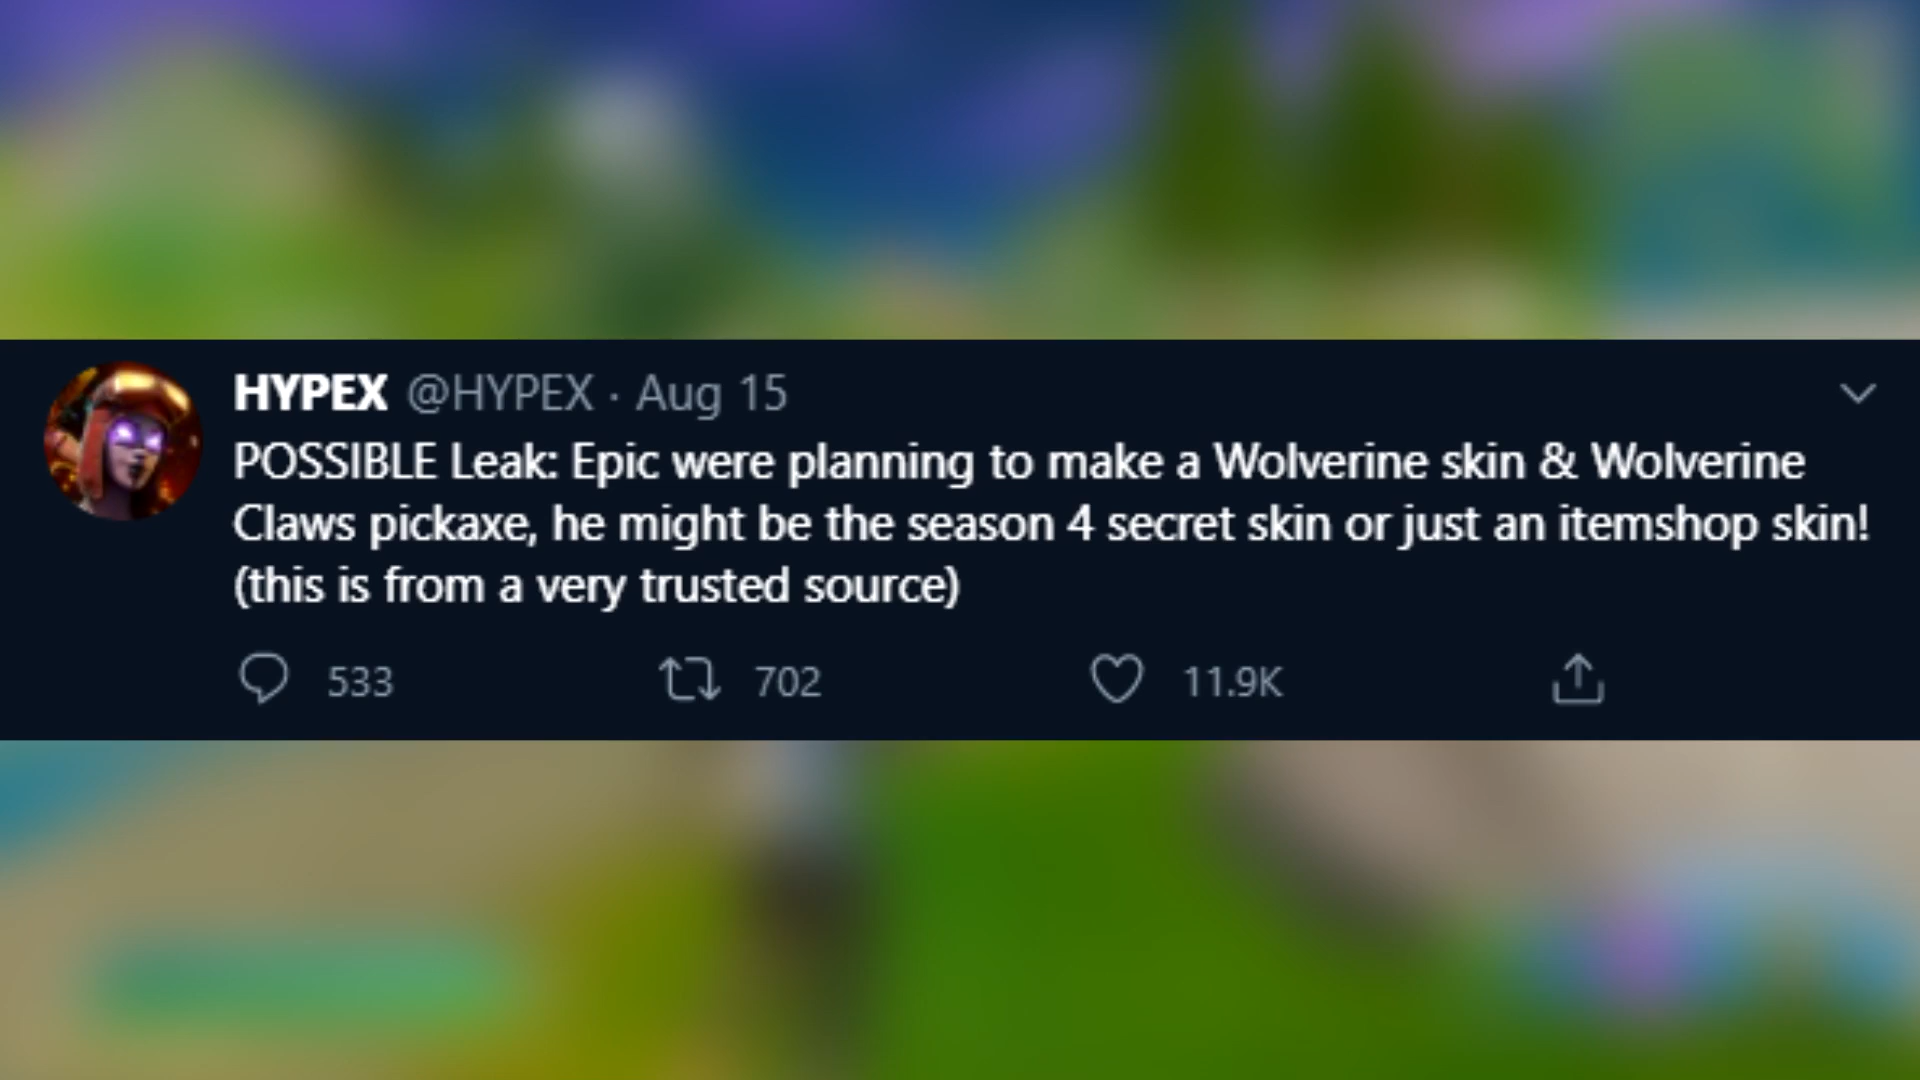 HYPEX @HYPEX · Aug 15
POSSIBLE Leak: Epic were planning to make a Wolverine skin & Wolverine
Claws pickaxe, he might be the season 4 secret skin or just an itemshop skin!
(this is from a very trusted source)
533 702 11.9K